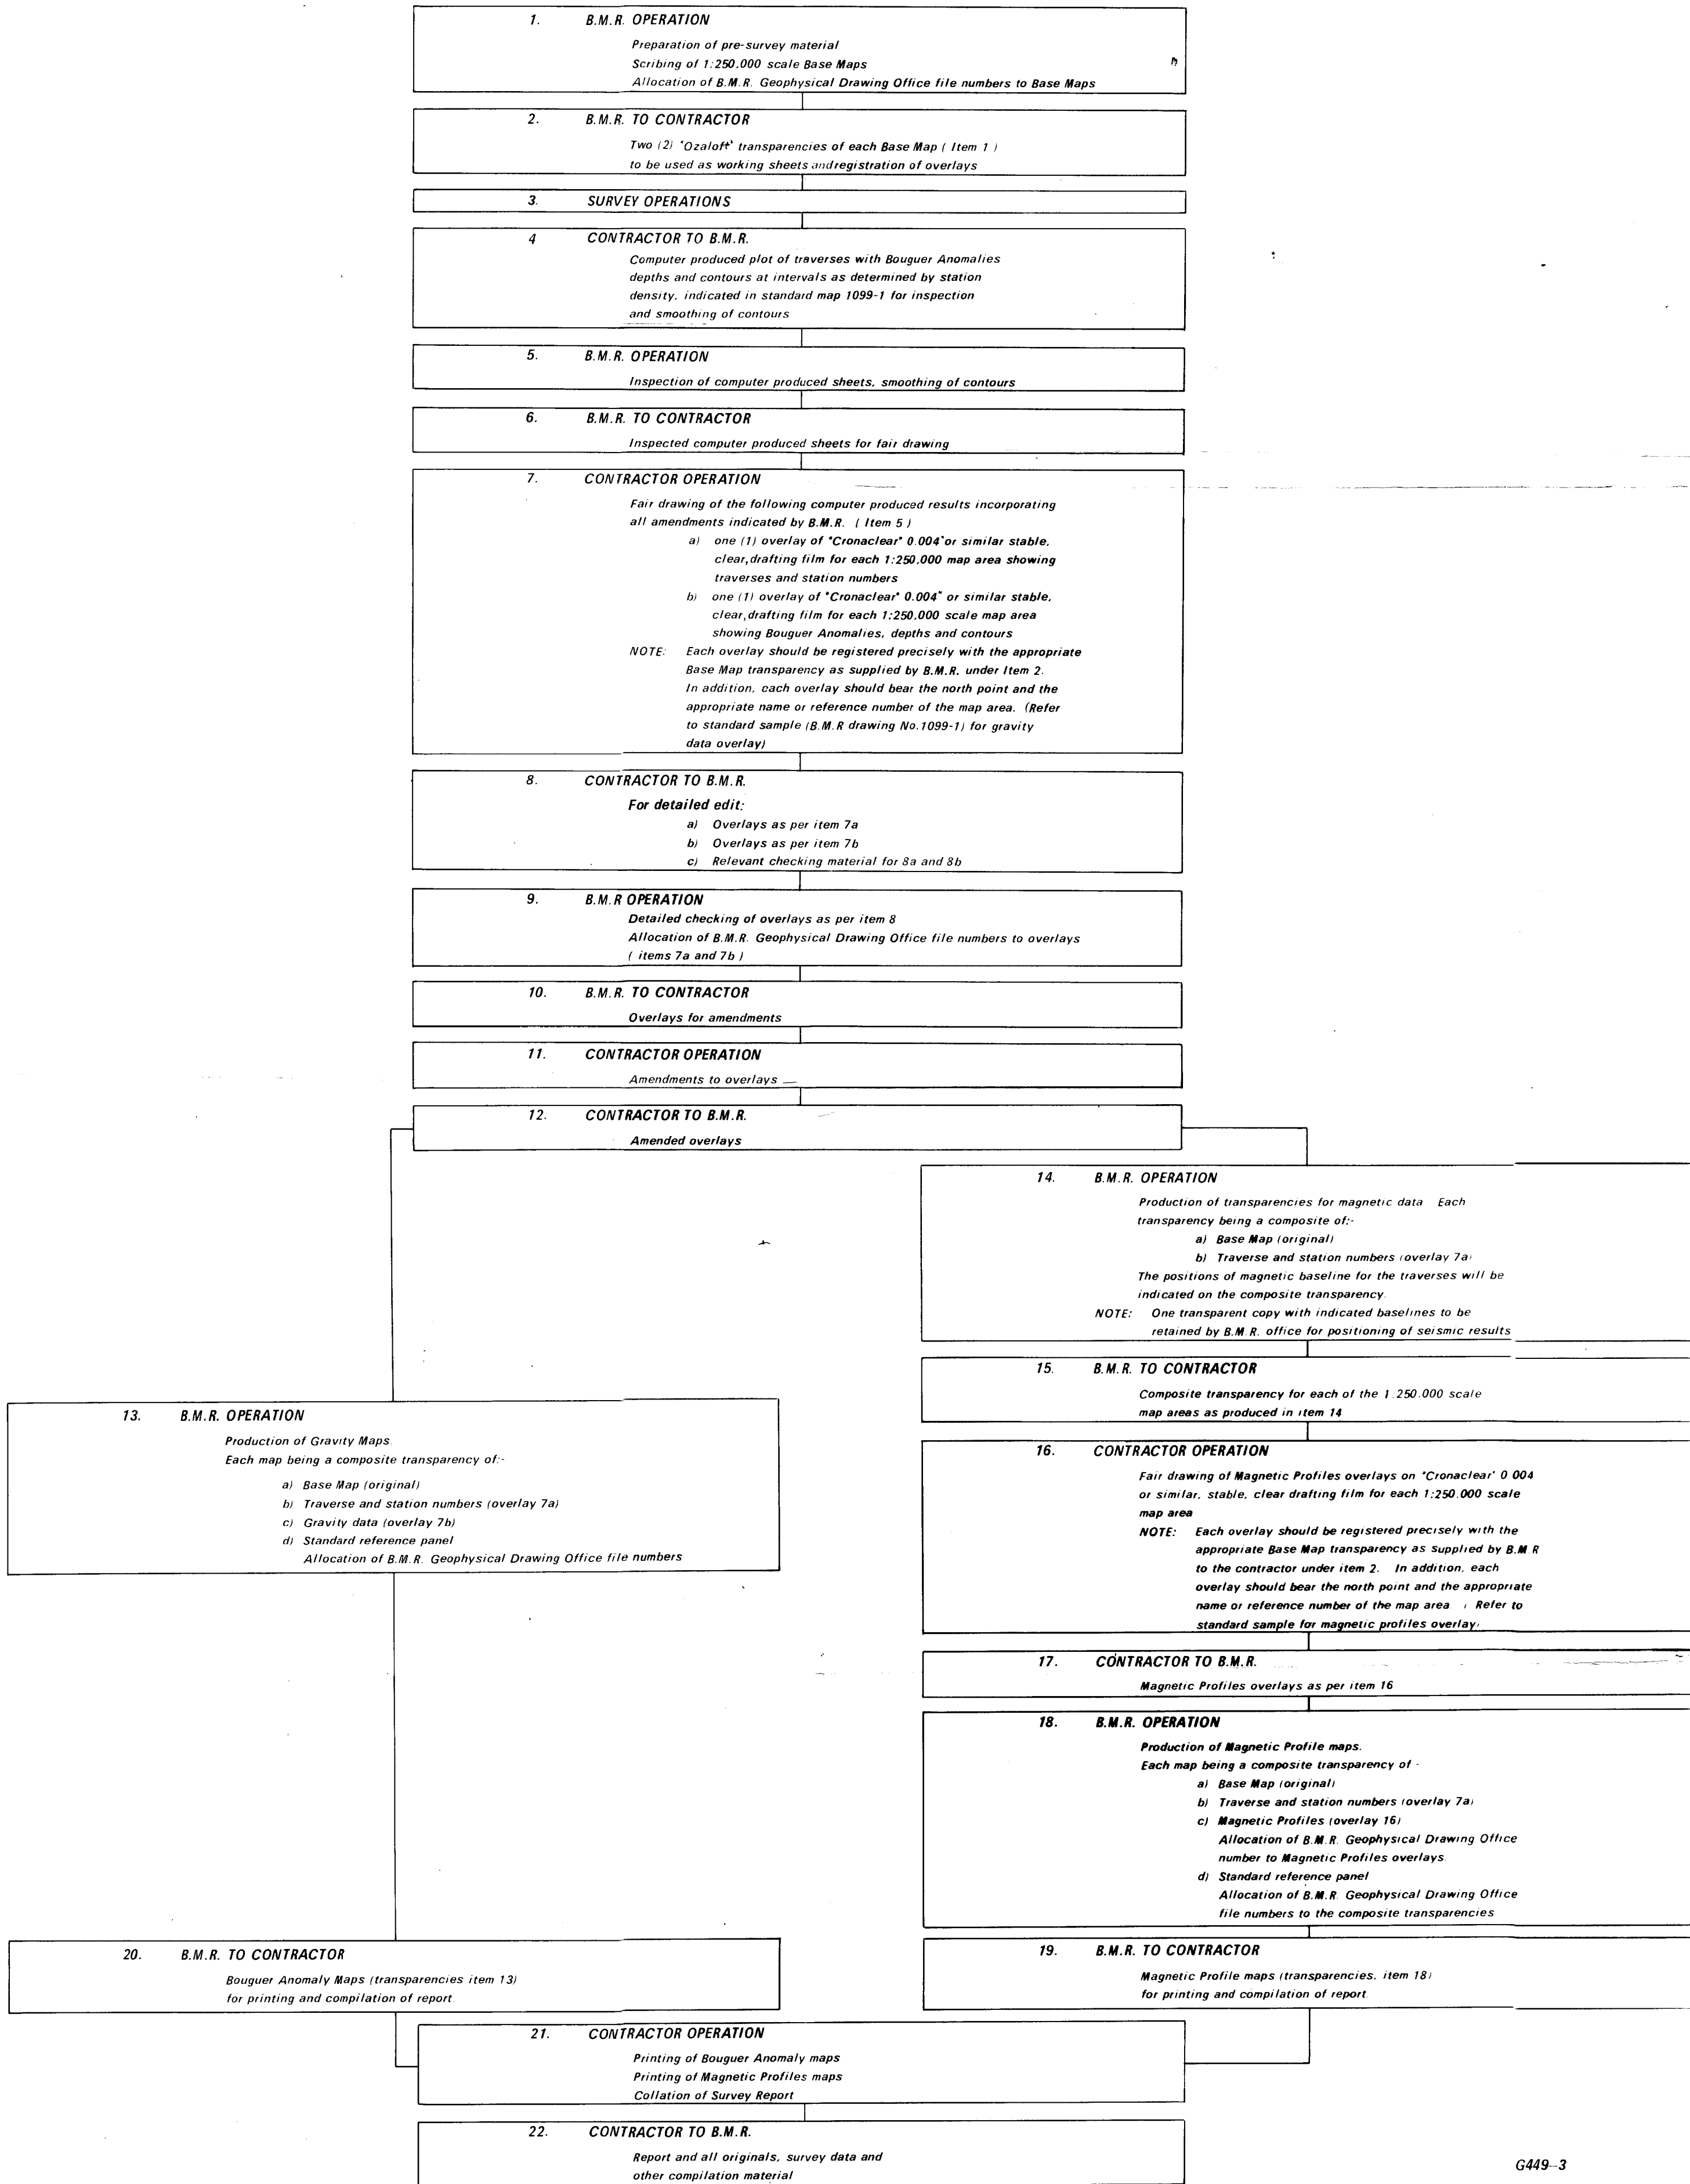 1. B.M.R. OPERATION
Preparation of pre-survey material
Scribing of 1:250,000 scale Base Maps
Allocation of B.M.R. Geophysical Drawing Office file numbers to Base Maps
2. B.M.R. TO CONTRACTOR
Two (2) "Ozaloft" transparencies of each Base Map ( Item 1 )
to be used as working sheets and registration of overlays
3. SURVEY OPERATIONS
4 CONTRACTOR TO B.M.R.
Computer produced plot of traverses with Bouguer Anomalies
depths and contours at intervals as determined by station
density, indicated in standard map 1099-1 for inspection
and smoothing of contours
5. B.M.R. OPERATION
Inspection of computer produced sheets, smoothing of contours
6. B.M.R. TO CONTRACTOR
Inspected computer produced sheets for fair drawing
7. CONTRACTOR OPERATION
Fair drawing of the following computer produced results incorporating
all amendments indicated by B.M.R. ( Item 5 )
a) one (1) overlay of "Cronaclear" 0.004" or similar stable,
clear, drafting film for each 1:250,000 map area showing
traverses and station numbers
b) one (1) overlay of "Cronaclear" 0.004" or similar stable,
clear, drafting film for each 1:250,000 scale map area
showing Bouguer Anomalies, depths and contours
NOTE: Each overlay should be registered precisely with the appropriate
Base Map transparency as supplied by B.M.R. under Item 2.
In addition, each overlay should bear the north point and the
appropriate name or reference number of the map area. (Refer
to standard sample (B.M.R drawing No.1099-1) for gravity
data overlay)
8. CONTRACTOR TO B.M.R.
For detailed edit:
a) Overlays as per item 7a
b) Overlays as per item 7b
c) Relevant checking material for 8a and 8b
9. B.M.R OPERATION
Detailed checking of overlays as per item 8
Allocation of B.M.R. Geophysical Drawing Office file numbers to overlays
( items 7a and 7b )
10. B.M.R. TO CONTRACTOR
Overlays for amendments
11. CONTRACTOR OPERATION
Amendments to overlays
12. CONTRACTOR TO B.M.R.
Amended overlays
14. B.M.R. OPERATION
Production of transparencies for magnetic data Each
transparency being a composite of:-
a) Base Map (original)
b) Traverse and station numbers (overlay 7a)
The positions of magnetic baseline for the traverses will be
indicated on the composite transparency.
NOTE: One transparent copy with indicated baselines to be
retained by B.M.R. office for positioning of seismic results
15. B.M.R. TO CONTRACTOR
Composite transparency for each of the 1:250,000 scale
map areas as produced in item 14
13. B.M.R. OPERATION
Production of Gravity Maps.
Each map being a composite transparency of:-
a) Base Map (original)
b) Traverse and station numbers (overlay 7a)
c) Gravity data (overlay 7b)
d) Standard reference panel
Allocation of B.M.R. Geophysical Drawing Office file numbers
16. CONTRACTOR OPERATION
Fair drawing of Magnetic Profiles overlays on "Cronaclear" 0 004
or similar, stable, clear drafting film for each 1:250,000 scale
map area
NOTE: Each overlay should be registered precisely with the
appropriate Base Map transparency as supplied by B.M R
to the contractor under item 2. In addition, each
overlay should bear the north point and the appropriate
name or reference number of the map area. ( Refer to
standard sample for magnetic profiles overlay)
17. CONTRACTOR TO B.M.R.
Magnetic Profiles overlays as per item 16
18. B.M.R. OPERATION
Production of Magnetic Profile maps.
Each map being a composite transparency of -
a) Base Map (original)
b) Traverse and station numbers (overlay 7a)
c) Magnetic Profiles (overlay 16)
Allocation of B.M.R. Geophysical Drawing Office
number to Magnetic Profiles overlays.
d) Standard reference panel
Allocation of B.M.R. Geophysical Drawing Office
file numbers to the composite transparencies
20. B.M.R. TO CONTRACTOR
Bouguer Anomaly Maps (transparencies item 13)
for printing and compilation of report.
19. B.M.R. TO CONTRACTOR
Magnetic Profile maps (transparencies, item 18)
for printing and compilation of report.
21. CONTRACTOR OPERATION
Printing of Bouguer Anomaly maps
Printing of Magnetic Profiles maps
Collation of Survey Report
22. CONTRACTOR TO B.M.R.
Report and all originals, survey data and
other compilation material
G449-3